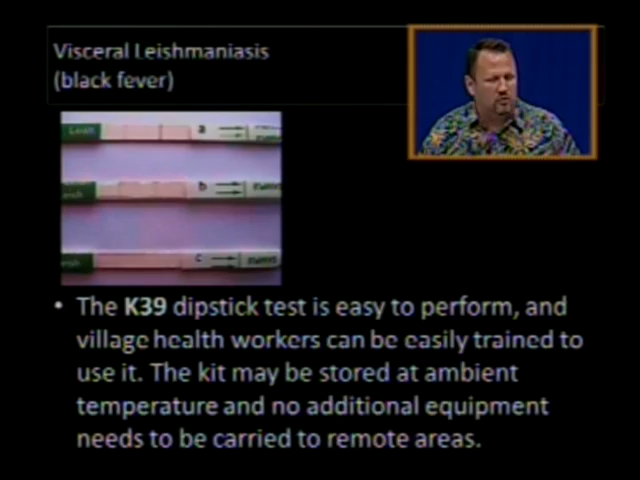 Visceral Leishmaniasis
(black fever)
Leish
a
b
c
• The K39 dipstick test is easy to perform, and
village health workers can be easily trained to
use it. The kit may be stored at ambient
temperature and no additional equipment
needs to be carried to remote areas.